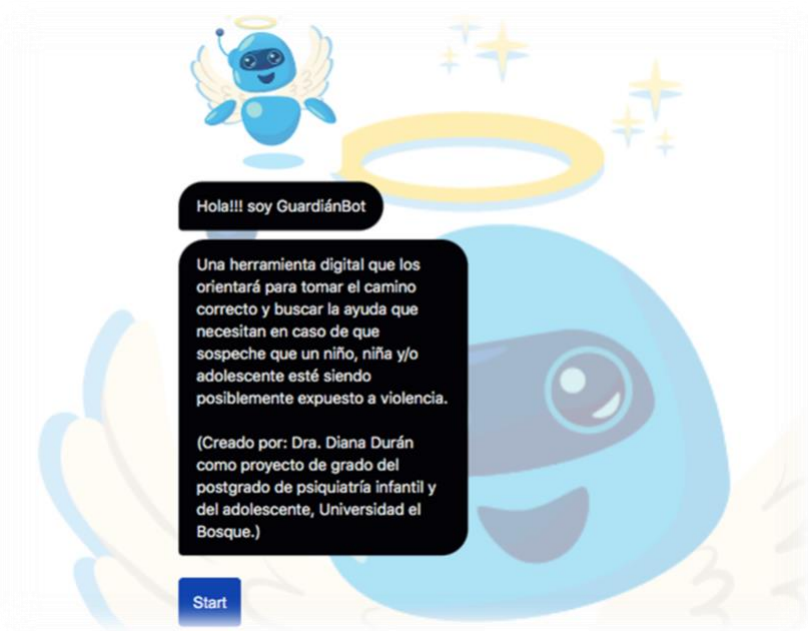 Hola!!! soy GuardiánBot
Una herramienta digital que los
orientará para tomar el camino
correcto y buscar la ayuda que
necesitan en caso de que
sospeche que un niño, niña y/o
adolescente esté siendo
posiblemente expuesto a violencia.
(Creado por: Dra. Diana Durán
como proyecto de grado del
postgrado de psiquiatría infantil y
del adolescente, Universidad el
Bosque.)
Start